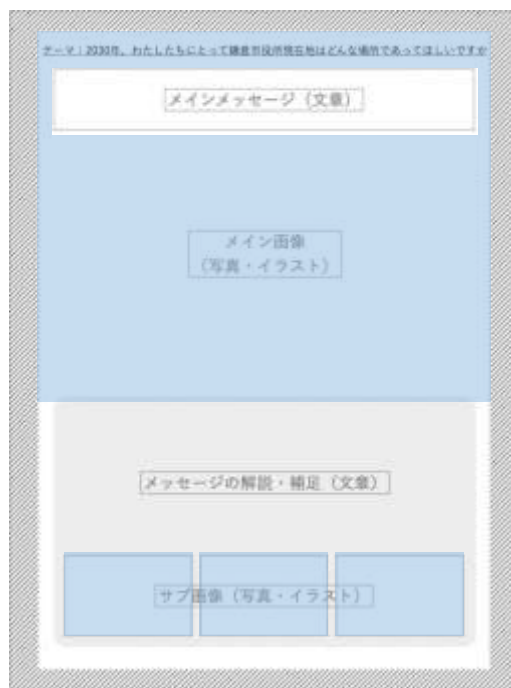 テーマ：2030年、わたしたちにとって鎌倉市役所現在地はどんな場所であってほしいですか
メインメッセージ（文章）
メイン画像
（写真・イラスト）
メッセージの解説・補足（文章）
サブ画像（写真・イラスト）